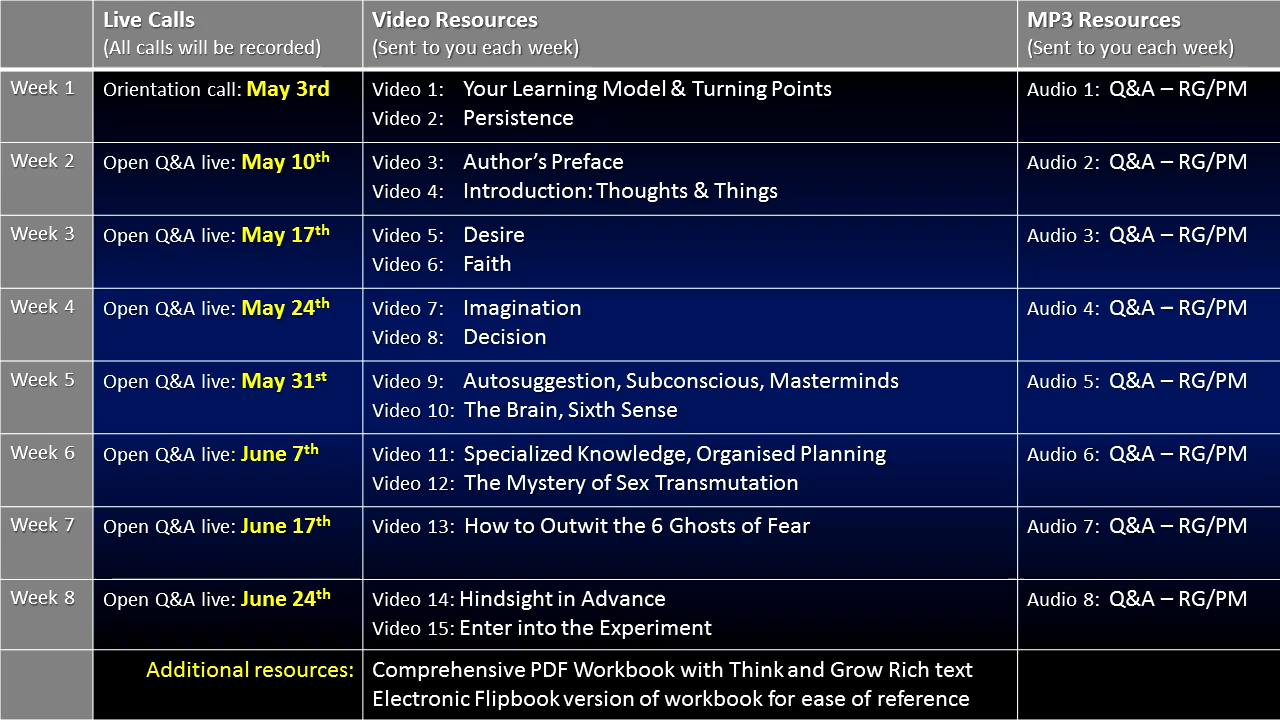 Live Calls Video Resources MP3 Resources
(All calls will be recorded) (Sent to you each week) (Sent to you each week)
Week 1 Orientation call: May 3rd Video 1: Your Learning Model & Turning Points Audio 1: Q&A – RG/PM
Video 2: Persistence
Week 2 Open Q&A live: May 10th Video 3: Author’s Preface Audio 2: Q&A – RG/PM
Video 4: Introduction: Thoughts & Things
Week 3 Open Q&A live: May 17th Video 5: Desire Audio 3: Q&A – RG/PM
Video 6: Faith
Week 4 Open Q&A live: May 24th Video 7: Imagination Audio 4: Q&A – RG/PM
Video 8: Decision
Week 5 Open Q&A live: May 31st Video 9: Autosuggestion, Subconscious, Masterminds Audio 5: Q&A – RG/PM
Video 10: The Brain, Sixth Sense
Week 6 Open Q&A live: June 7th Video 11: Specialized Knowledge, Organised Planning Audio 6: Q&A – RG/PM
Video 12: The Mystery of Sex Transmutation
Week 7 Open Q&A live: June 17th Video 13: How to Outwit the 6 Ghosts of Fear Audio 7: Q&A – RG/PM
Week 8 Open Q&A live: June 24th Video 14: Hindsight in Advance Audio 8: Q&A – RG/PM
Video 15: Enter into the Experiment
Additional resources: Comprehensive PDF Workbook with Think and Grow Rich text
Electronic Flipbook version of workbook for ease of reference